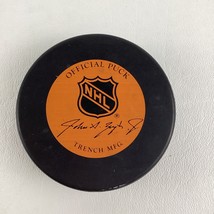 OFFICIAL PUCK
NHL
TRENCH MFG